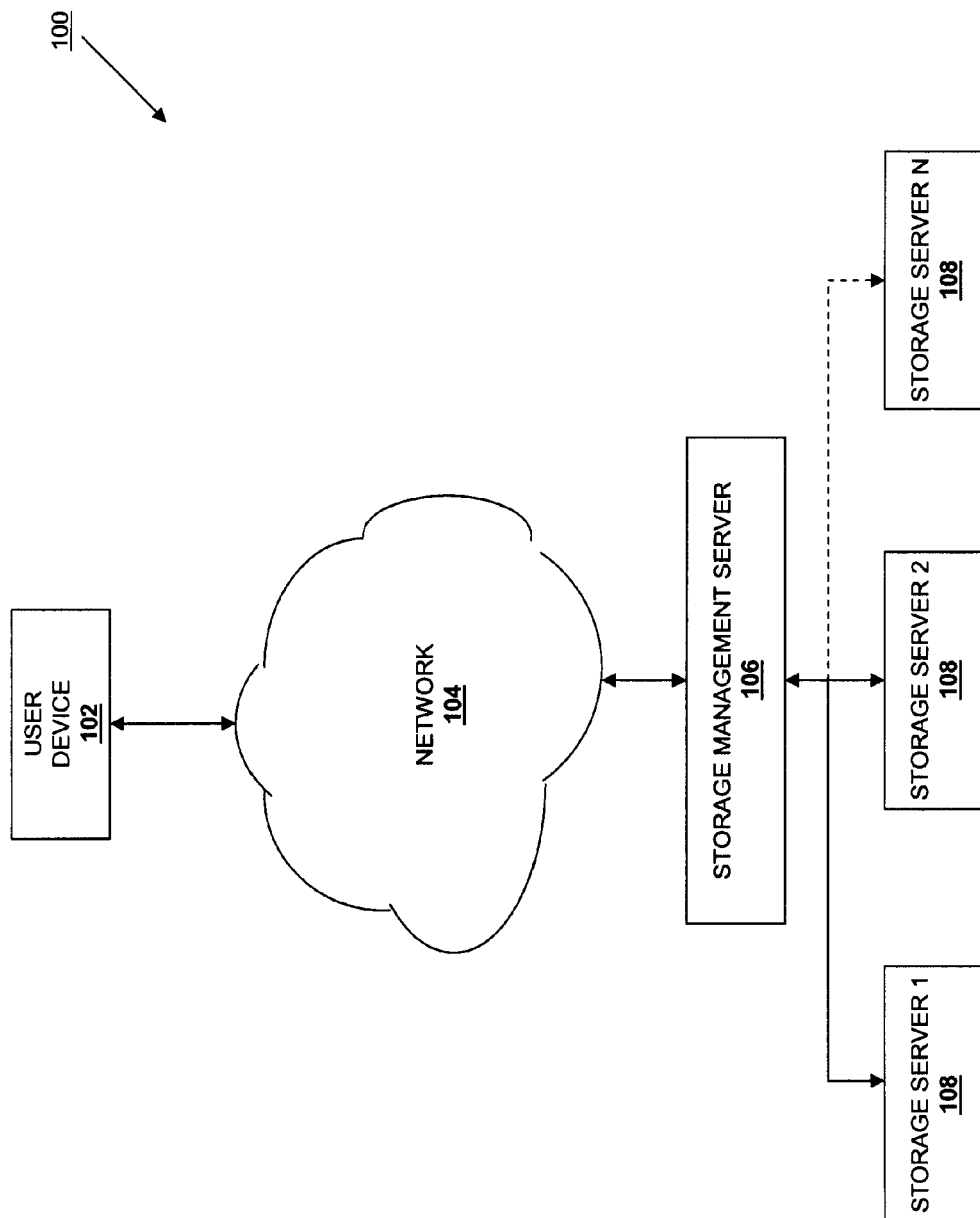 100
USER
DEVICE
102
NETWORK
104
STORAGE MANAGEMENT SERVER
106
STORAGE SERVER 1
108
STORAGE SERVER 2
108
STORAGE SERVER N
108